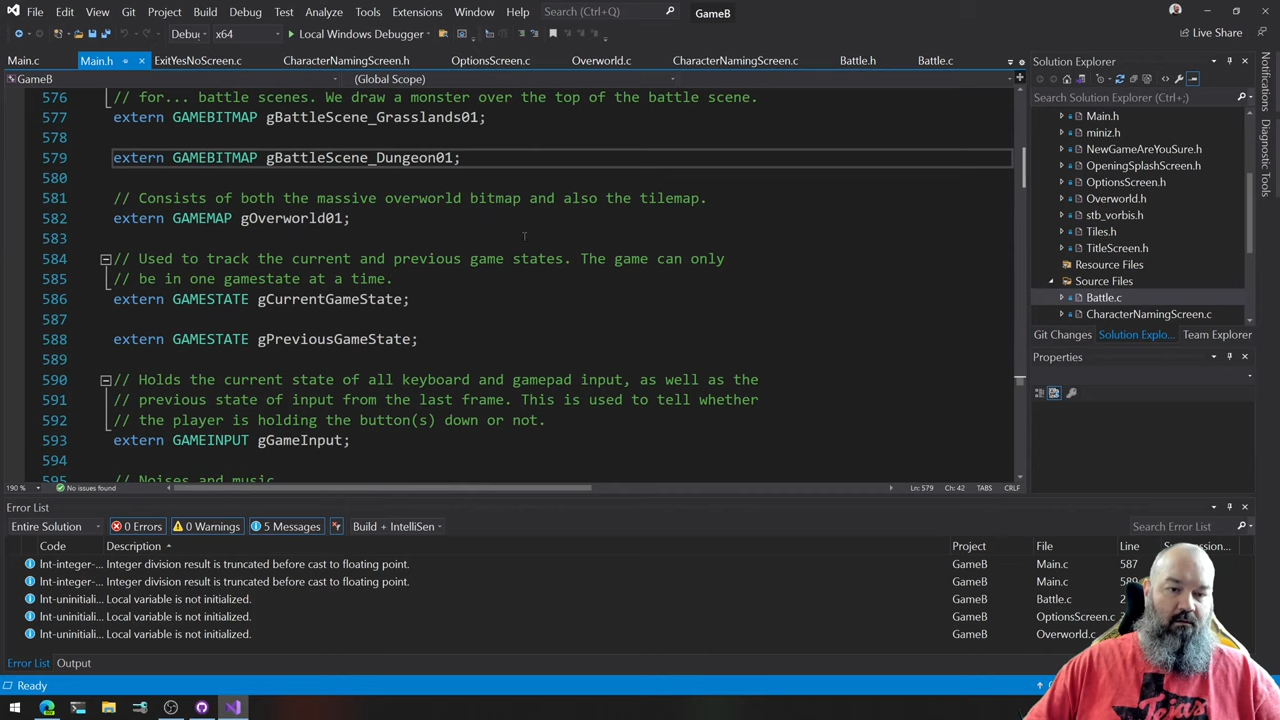 File Edit View Git Project Build Debug Test Analyze Tools Extensions Window Help Search (Ctrl+Q) GameB
Debu x64 Local Windows Debugger Live Share
Main.c Main.h ExitYesNoScreen.c CharacterNamingScreen.h OptionsScreen.c Overworld.c CharacterNamingScreen.c Battle.h Battle.c
GameB (Global Scope)
576 // for... battle scenes. We draw a monster over the top of the battle scene.
577 extern GAMEBITMAP gBattleScene_Grasslands01;
578
579 extern GAMEBITMAP gBattleScene_Dungeon01;
580
581 // Consists of both the massive overworld bitmap and also the tilemap.
582 extern GAMEMAP gOverworld01;
583
584 // Used to track the current and previous game states. The game can only
585 // be in one gamestate at a time.
586 extern GAMESTATE gCurrentGameState;
587
588 extern GAMESTATE gPreviousGameState;
589
590 // Holds the current state of all keyboard and gamepad input, as well as the
591 // previous state of input from the last frame. This is used to tell whether
592 // the player is holding the button(s) down or not.
593 extern GAMEINPUT gGameInput;
594
595 // Noises and music
190 % No issues found Ln: 579 Ch: 42 TABS CRLF
Solution Explorer
Search Solution Explorer (Ctrl+;)
Main.h
miniz.h
NewGameAreYouSure.h
OpeningSplashScreen.h
OptionsScreen.h
Overworld.h
stb_vorbis.h
Tiles.h
TitleScreen.h
Resource Files
Source Files
Battle.c
CharacterNamingScreen.c
Git Changes Solution Explo... Team Explorer
Properties
Notifications
Diagnostic Tools
Error List
Entire Solution 0 Errors 0 Warnings 5 Messages Build + IntelliSen Search Error List
Code Description Project File Line Suppression...
Int-integer-... Integer division result is truncated before cast to floating point. GameB Main.c 587
Int-integer-... Integer division result is truncated before cast to floating point. GameB Main.c
Int-uninitiali... Local variable is not initialized. GameB Battle.c
Int-uninitiali... Local variable is not initialized. GameB OptionsScreen.c
Int-uninitiali... Local variable is not initialized. GameB Overworld.c
Error List Output
Ready
Tejas